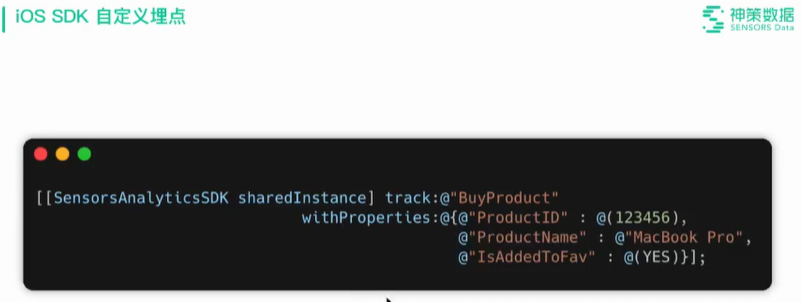 iOS SDK 自定义埋点
神策数据
SENSORS Data
[[SensorsAnalyticsSDK sharedInstance] track:@"BuyProduct"
withProperties:@{@"ProductID" : @(123456),
@"ProductName" : @"MacBook Pro",
@"IsAddedToFav" : @(YES)}];